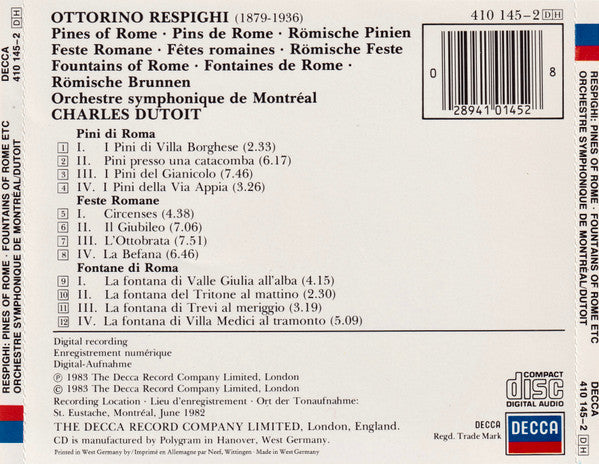 OTTORINO RESPIGHI (1879-1936)
410 145-2 DH
Pines of Rome · Pins de Rome · Römische Pinien
Feste Romane · Fêtes romaines · Römische Feste
Fountains of Rome · Fontaines de Rome ·
Römische Brunnen
Orchestre symphonique de Montréal
CHARLES DUTOIT
0 28941 01452 8
Pini di Roma
1 I. I Pini di Villa Borghese (2.33)
2 II. Pini presso una catacomba (6.17)
3 III. I Pini del Gianicolo (7.46)
4 IV. I Pini della Via Appia (3.26)
Feste Romane
5 I. Circenses (4.38)
6 II. Il Giubileo (7.06)
7 III. L'Ottobrata (7.51)
8 IV. La Befana (6.46)
Fontane di Roma
9 I. La fontana di Valle Giulia all'alba (4.15)
10 II. La fontana del Tritone al mattino (2.30)
11 III. La fontana di Trevi al meriggio (3.19)
12 IV. La fontana di Villa Medici al tramonto (5.09)
Digital recording
Enregistrement numérique
Digital-Aufnahme
℗ 1983 The Decca Record Company Limited, London
© 1983 The Decca Record Company Limited, London
Recording Location · Lieu d'enregistrement · Ort der Tonaufnahme:
St. Eustache, Montréal, June 1982
THE DECCA RECORD COMPANY LIMITED, London, England.
CD is manufactured by Polygram in Hanover, West Germany.
Printed in West Germany by/Imprimé en Allemagne par Neef, Wittingen · Made in West Germany
COMPACT
disc
DIGITAL AUDIO
DECCA
Regd. Trade Mark
DECCA
RESPIGHI: PINES OF ROME · FOUNTAINS OF ROME ETC
ORCHESTRE SYMPHONIQUE DE MONTRÉAL/DUTOIT
DECCA
410 145-2 DH
RESPIGHI: PINES OF ROME · FOUNTAINS OF ROME ETC
ORCHESTRE SYMPHONIQUE DE MONTRÉAL/DUTOIT
DECCA
410 145-2 DH